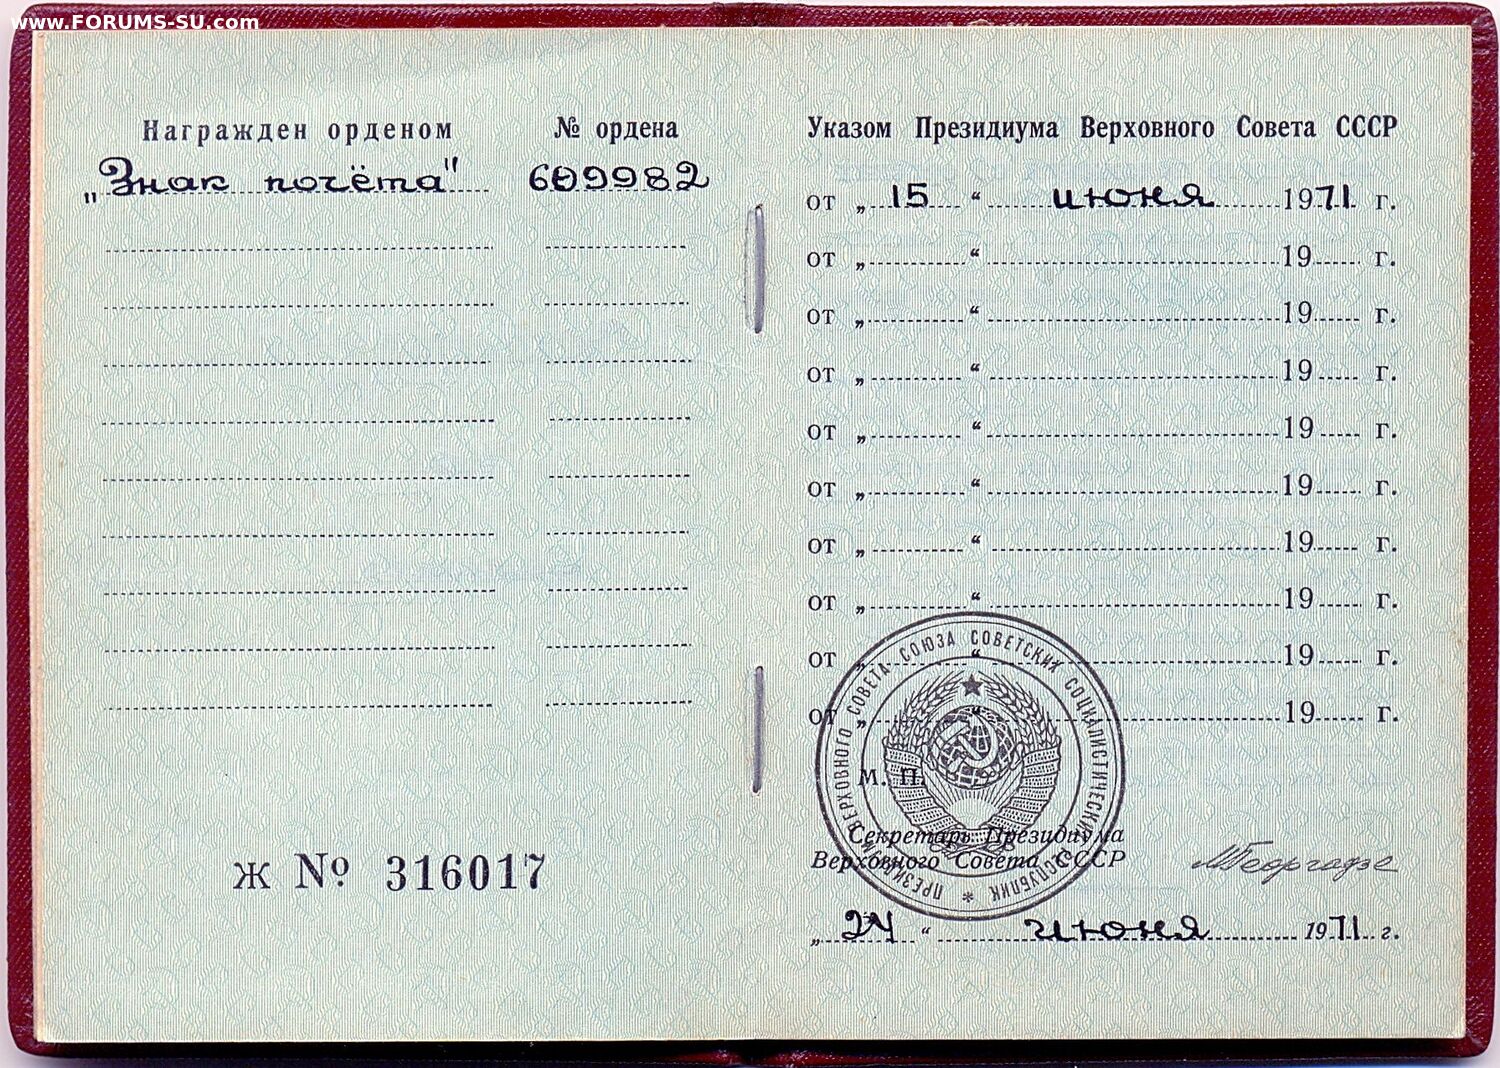 www.FORUMS-SU.com
Награжден орденом № ордена
„Знак почёта" 609982
Ж № 316017
Указом Президиума Верховного Совета СССР
от „ 15 “ июня 1971 г.
от „ “ 19 г.
от „ “ 19 г.
от „ “ 19 г.
от „ “ 19 г.
от „ “ 19 г.
от „ “ 19 г.
от „ “ 19 г.
от „ “ 19 г.
от „ “ 19 г.
ПРЕЗИДИУМ ВЕРХОВНОГО СОВЕТА СОЮЗА СОВЕТСКИХ СОЦИАЛИСТИЧЕСКИХ РЕСПУБЛИК *
М. П.
Секретарь Президиума
Верховного Совета СССР МГеоргадзе
„ 24 “ июня 1971 г.